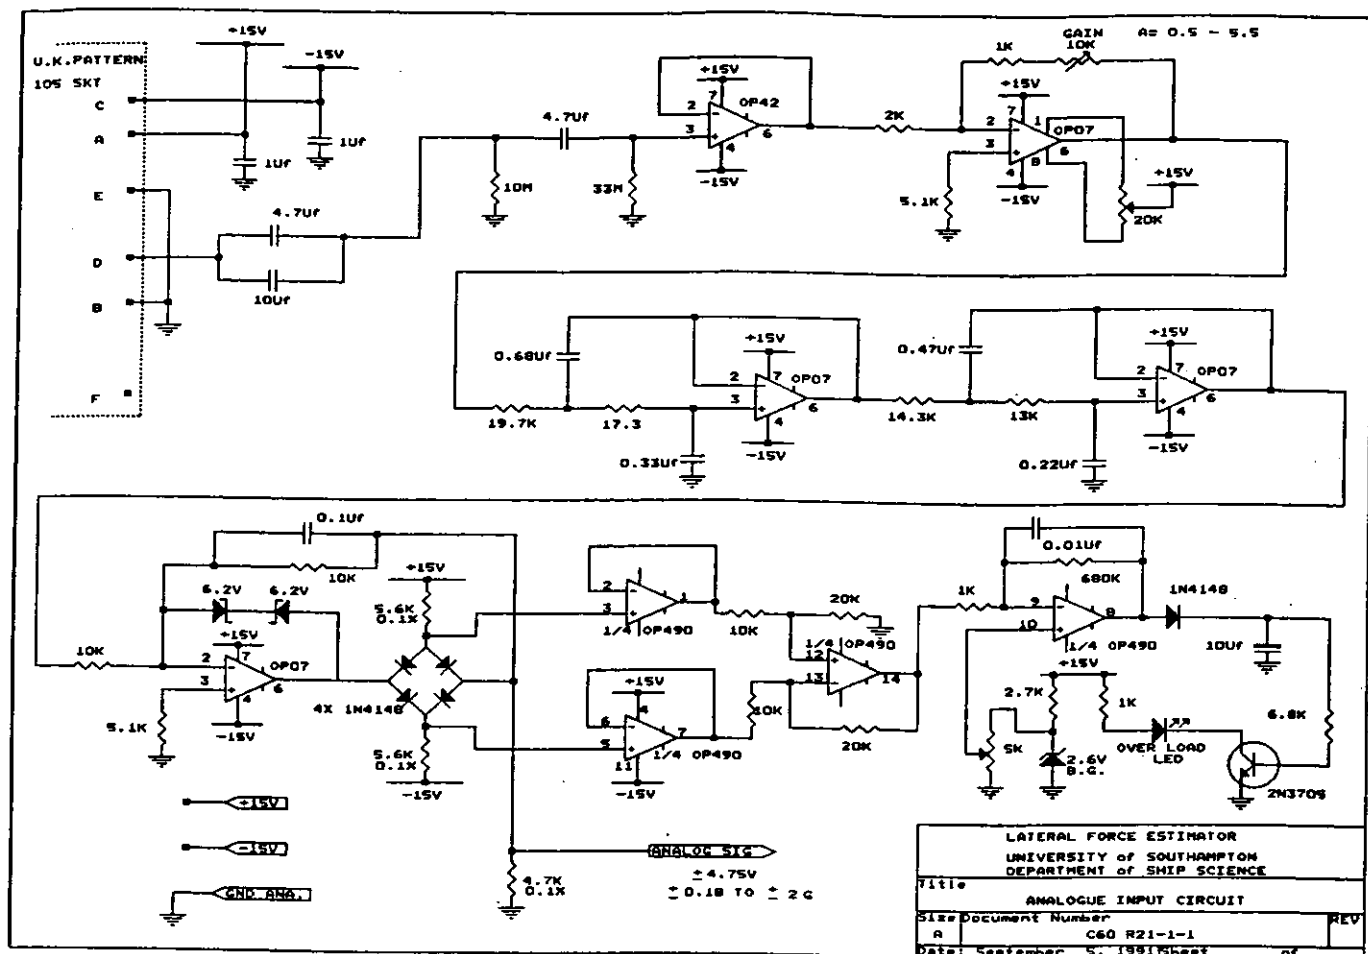 U.K.PATTERN
105 SKT
C
A
E
D
B
F
+15V
-15V
1Uf
1Uf
4.7Uf
10Uf
4.7Uf
10M
33M
+15V
7
2
3
OP42
6
4
-15V
2K
1K
GAIN
10K
A= 0.5 - 5.5
+15V
7
1
2
3
OP07
6
8
4
-15V
5.1K
+15V
20K
0.68Uf
19.7K
17.3
0.33Uf
+15V
7
2
3
OP07
6
4
-15V
0.47Uf
14.3K
13K
0.22Uf
+15V
7
2
3
OP07
6
4
-15V
0.1Uf
10K
6.2V
6.2V
10K
+15V
7
2
3
OP07
6
4
-15V
5.1K
+15V
5.6K
0.1%
4X 1N4148
5.6K
0.1%
-15V
2
3
1
1/4 OP490
+15V
4
6
5
7
11
1/4 OP490
10K
20K
1/4 OP490
12
13
14
10K
20K
0.01Uf
680K
1K
9
10
8
1/4 OP490
1N4148
10Uf
+15V
2.7K
1K
5K
2.6V
B.G.
OVER LOAD
LED
6.8K
2N3705
+15V
-15V
GND ANA.
4.7K
0.1%
ANALOG SIG
± 4.75V
± 0.18 TO ± 2 G
LATERAL FORCE ESTIMATOR
UNIVERSITY of SOUTHAMPTON
DEPARTMENT of SHIP SCIENCE
Title
ANALOGUE INPUT CIRCUIT
Size Document Number REV
A C60 R21-1-1
Date: September 5, 1991 Sheet of